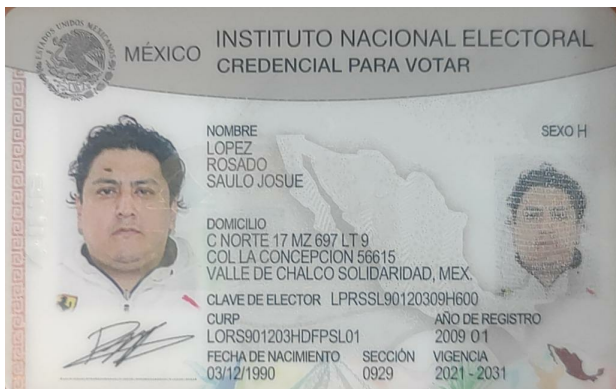 MÉXICO
INSTITUTO NACIONAL ELECTORAL
CREDENCIAL PARA VOTAR
NOMBRE
SEXO H
LOPEZ
ROSADO
SAULO JOSUE
DOMICILIO
C NORTE 17 MZ 697 LT 9
COL LA CONCEPCION 56615
VALLE DE CHALCO SOLIDARIDAD, MEX.
CLAVE DE ELECTOR LPRSSL90120309H600
CURP AÑO DE REGISTRO
LORS901203HDFPSL01 2009 01
FECHA DE NACIMIENTO SECCIÓN VIGENCIA
03/12/1990 0929 2021 - 2031